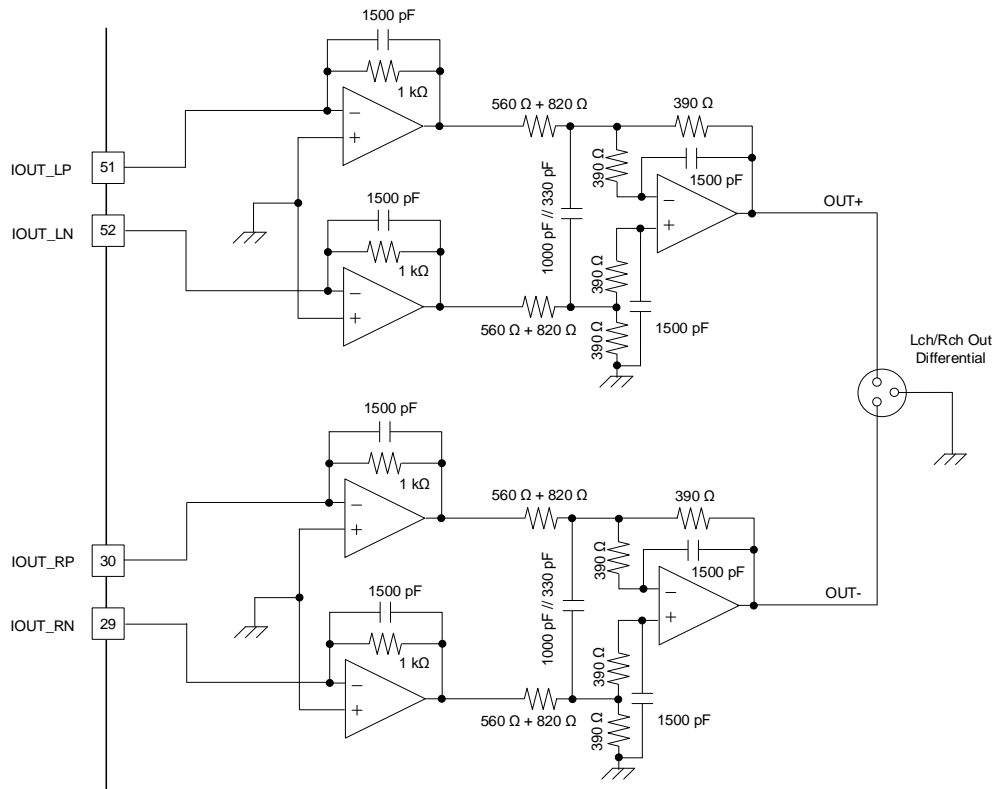 1500 pF
1 kΩ
560 Ω + 820 Ω
390 Ω
390 Ω
1500 pF
IOUT_LP
51
OUT+
IOUT_LN
52
1500 pF
1 kΩ
1000 pF // 330 pF
390 Ω
560 Ω + 820 Ω
390 Ω
1500 pF
Lch/Rch Out
Differential
1500 pF
1 kΩ
560 Ω + 820 Ω
390 Ω
390 Ω
1500 pF
IOUT_RP
30
OUT-
IOUT_RN
29
1500 pF
1 kΩ
1000 pF // 330 pF
390 Ω
560 Ω + 820 Ω
390 Ω
1500 pF